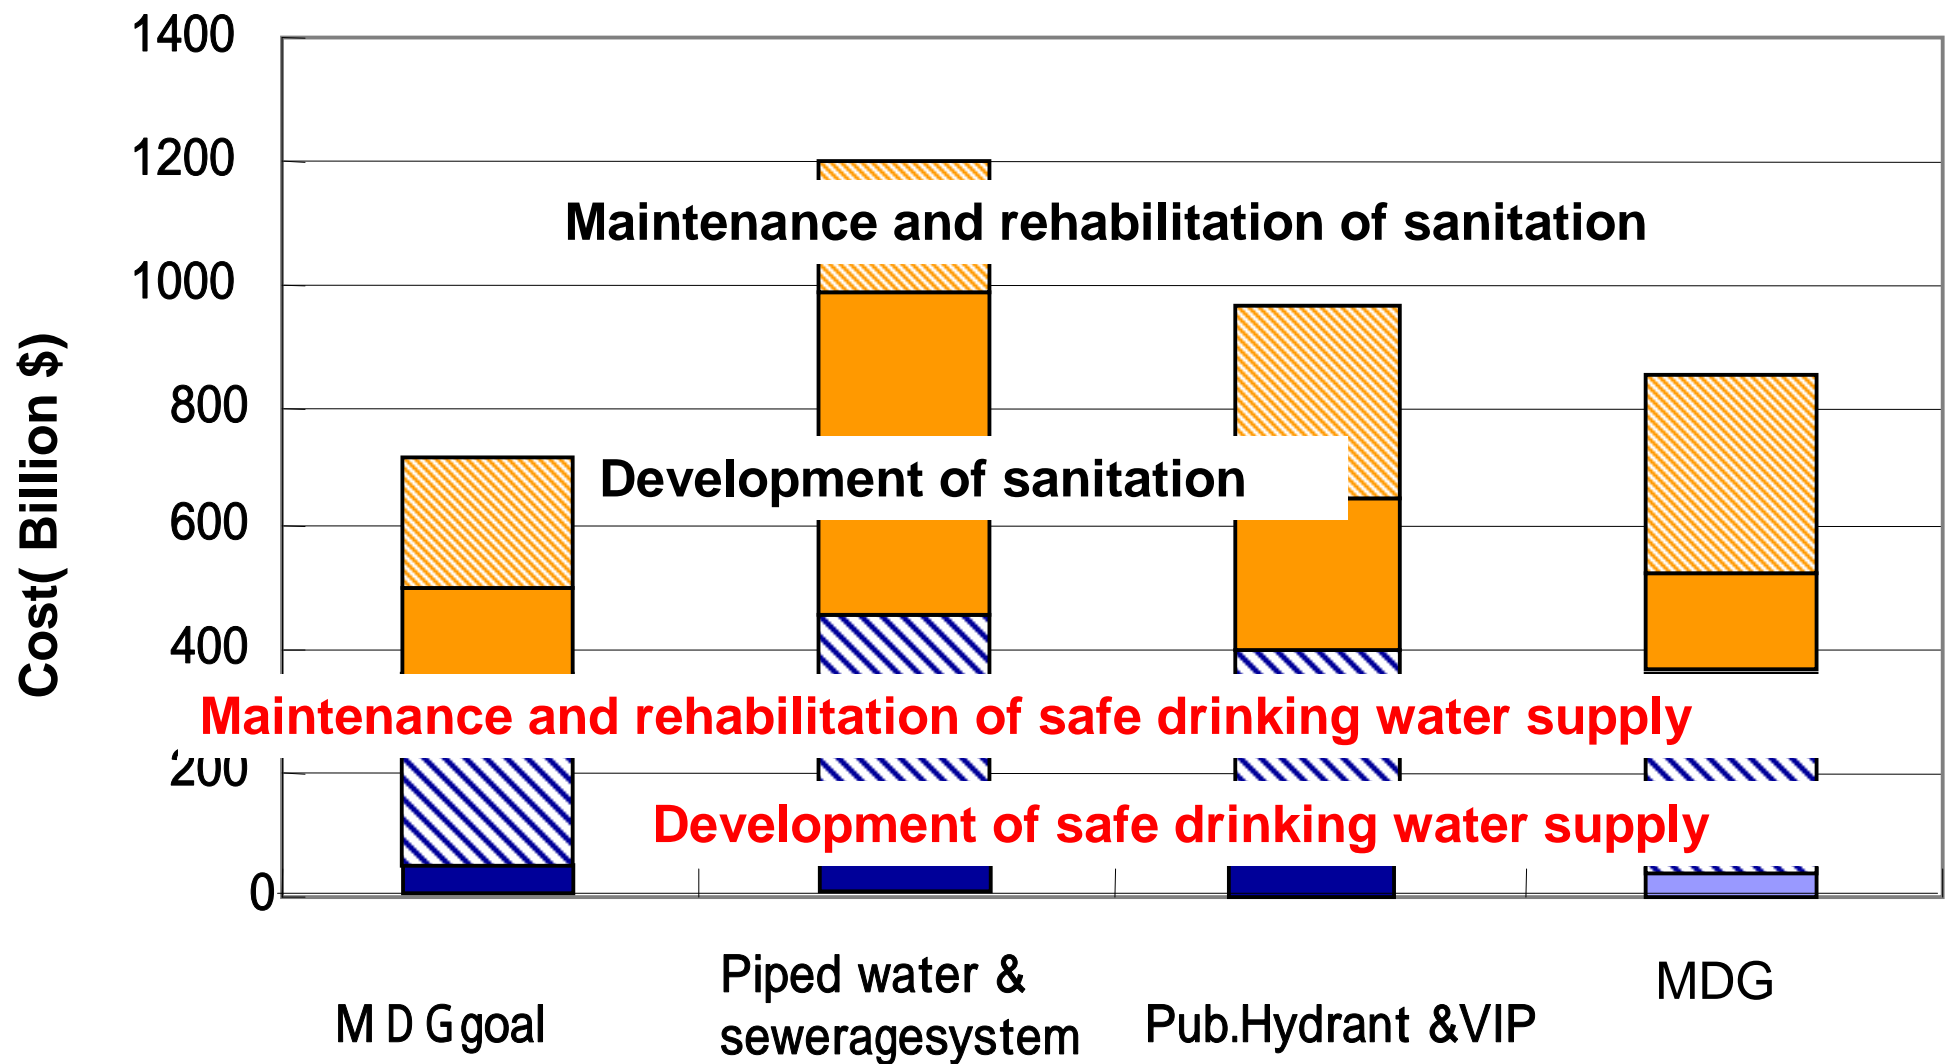 1400
1200
1000
800
600
400
200
0
Cost( Billion $)
Maintenance and rehabilitation of sanitation
Development of sanitation
Maintenance and rehabilitation of safe drinking water supply
Development of safe drinking water supply
M D G goal
Piped water &
seweragesystem
Pub.Hydrant &VIP
MDG